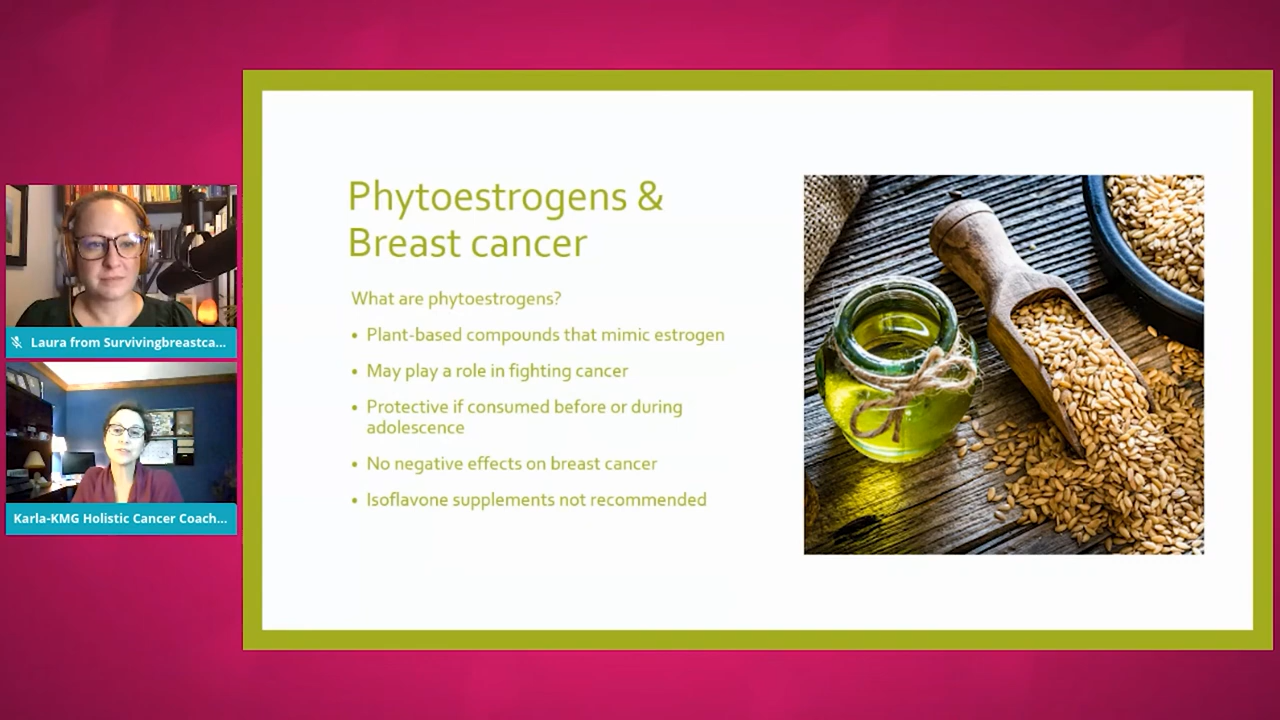 Phytoestrogens &
Breast cancer
What are phytoestrogens?
• Plant-based compounds that mimic estrogen
• May play a role in fighting cancer
• Protective if consumed before or during
adolescence
• No negative effects on breast cancer
• Isoflavone supplements not recommended
Laura from Survivingbreastca...
Karla-KMG Holistic Cancer Coach...